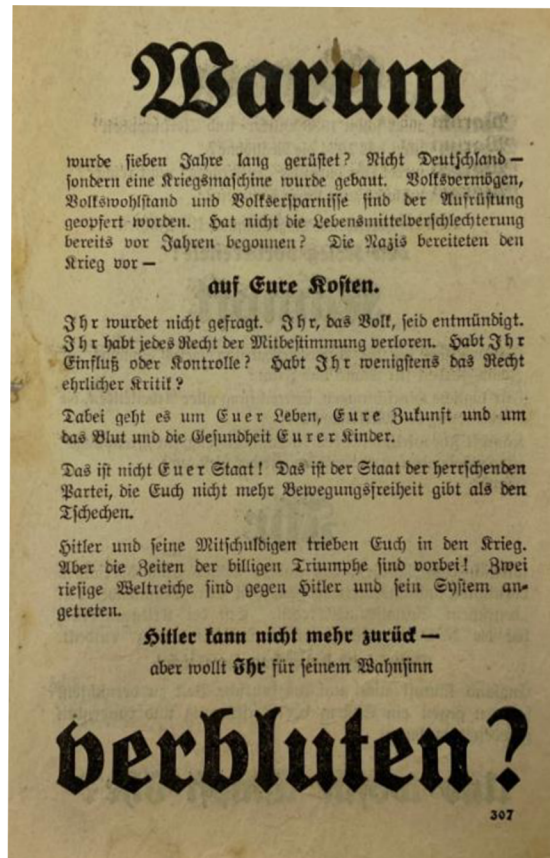 Warum
wurde sieben Jahre lang gerüstet? Nicht Deutschland —
sondern eine Kriegsmaschine wurde gebaut. Volksvermögen,
Volkswohlstand und Volksersparnisse sind der Aufrüstung
geopfert worden. Hat nicht die Lebensmittelverschlechterung
bereits vor Jahren begonnen? Die Nazis bereiteten den
Krieg vor —
auf Eure Kosten.
Ihr wurdet nicht gefragt. Ihr, das Volk, seid entmündigt.
Ihr habt jedes Recht der Mitbestimmung verloren. Habt Ihr
Einfluß oder Kontrolle? Habt Ihr wenigstens das Recht
ehrlicher Kritik?
Dabei geht es um Euer Leben, Eure Zukunft und um
das Blut und die Gesundheit Eurer Kinder.
Das ist nicht Euer Staat! Das ist der Staat der herrschenden
Partei, die Euch nicht mehr Bewegungsfreiheit gibt als den
Tschechen.
Hitler und seine Mitschuldigen trieben Euch in den Krieg.
Aber die Zeiten der billigen Triumphe sind vorbei! Zwei
riesige Weltreiche sind gegen Hitler und sein System an-
getreten.
Hitler kann nicht mehr zurück —
aber wollt Ihr für seinem Wahnsinn
verbluten?
307